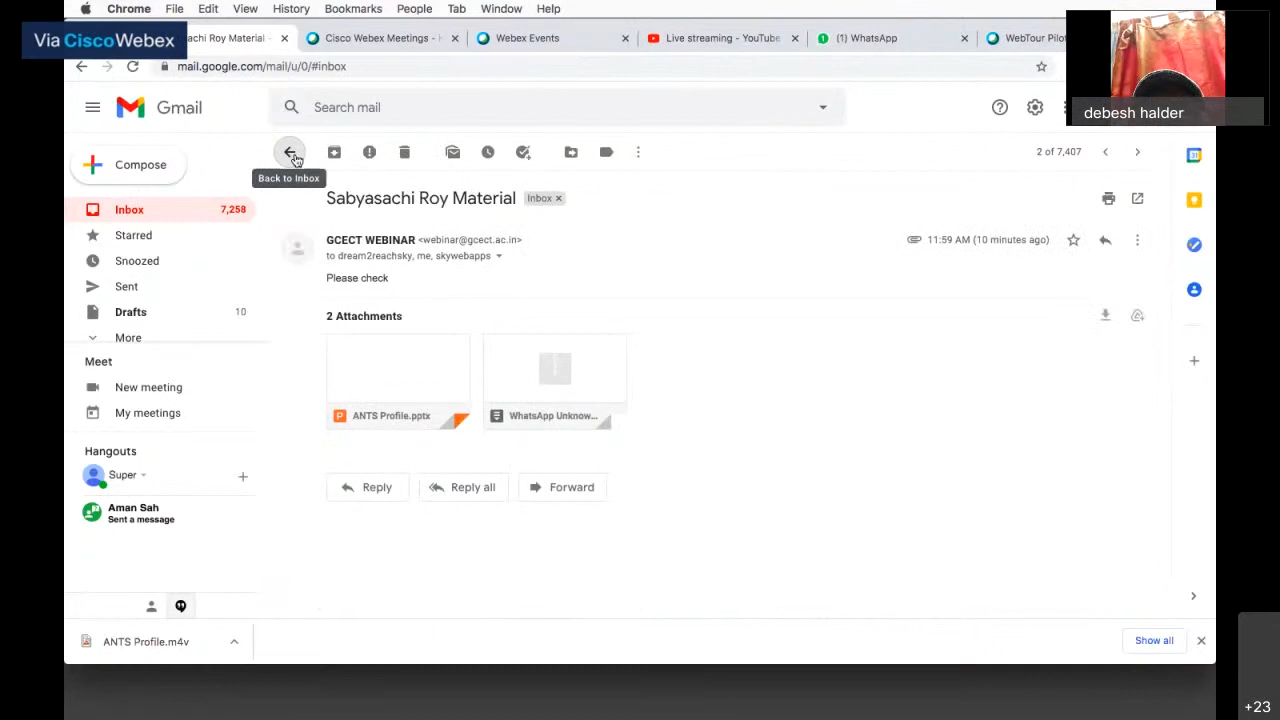 Chrome File Edit View History Bookmarks People Tab Window Help
Via Cisco Webex
achi Roy Material - Cisco Webex Meetings - Webex Events Live streaming - YouTube (1) WhatsApp WebTour Pilot
mail.google.com/mail/u/0/#inbox
debesh halder
Gmail
Search mail
Compose
2 of 7,407
Back to Inbox
Sabyasachi Roy Material Inbox ×
Inbox 7,258
Starred
Snoozed
Sent
Drafts 10
More
Meet
New meeting
My meetings
Hangouts
Super
Aman Sah
Sent a message
GCECT WEBINAR <webinar@gcect.ac.in>
11:59 AM (10 minutes ago)
to dream2reachsky, me, skywebapps
Please check
2 Attachments
ANTS Profile.pptx
WhatsApp Unknow...
Reply Reply all Forward
ANTS Profile.m4v
Show all
+23